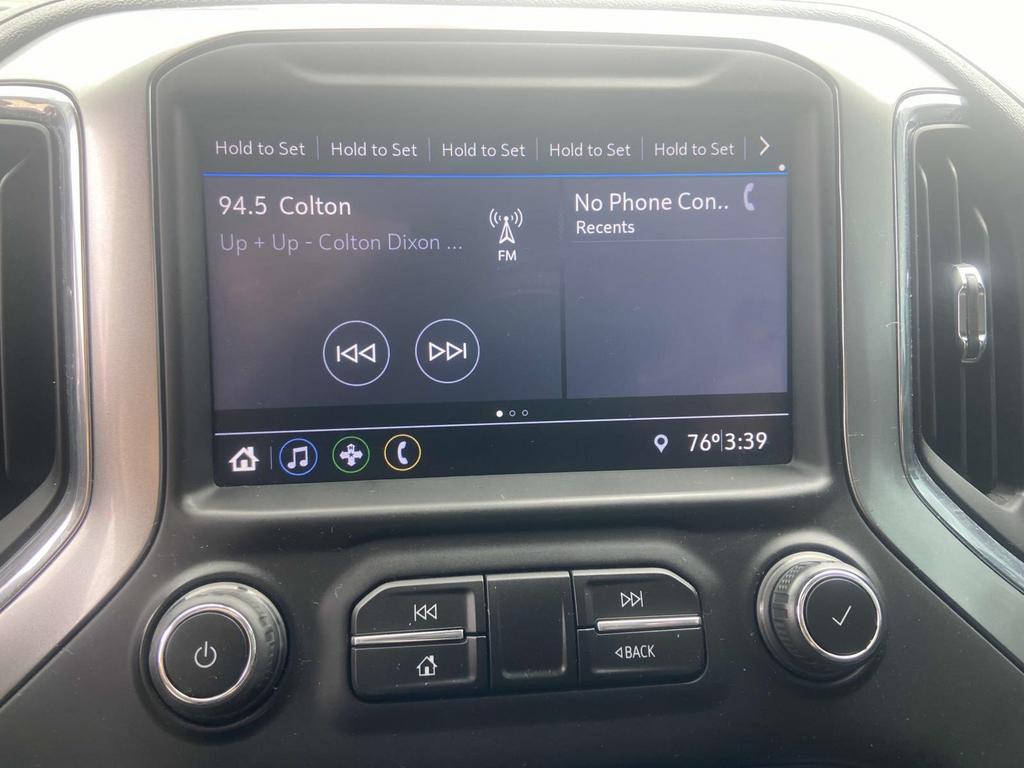 Hold to Set Hold to Set Hold to Set Hold to Set Hold to Set
94.5 Colton
Up + Up - Colton Dixon ...
FM
No Phone Con..
Recents
76° 3:39
BACK